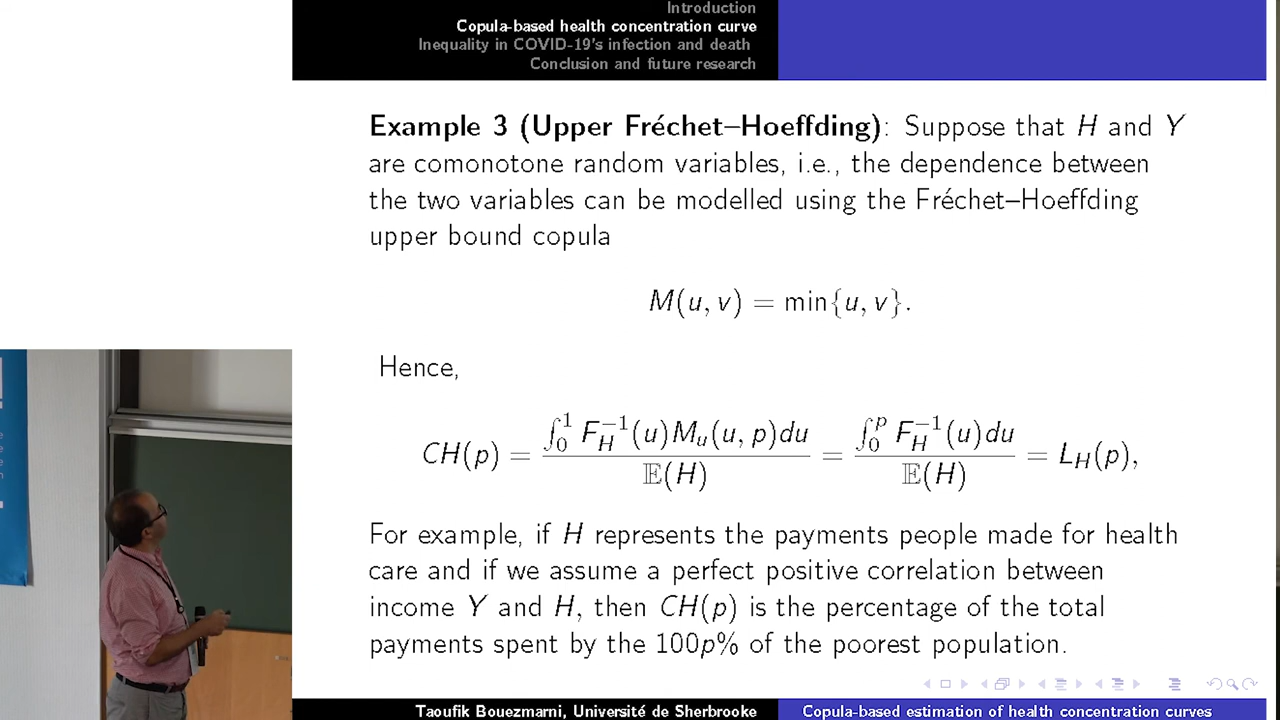 Introduction
Copula-based health concentration curve
Inequality in COVID-19's infection and death
Conclusion and future research
Example 3 (Upper Fréchet–Hoeffding): Suppose that H and Y
are comonotone random variables, i.e., the dependence between
the two variables can be modelled using the Fréchet–Hoeffding
upper bound copula
M(u, v) = min{u, v}.
Hence,
CH(p) = ∫₀¹ F_H⁻¹(u)M_u(u, p)du / 𝔼(H) = ∫₀ᵖ F_H⁻¹(u)du / 𝔼(H) = L_H(p),
For example, if H represents the payments people made for health
care and if we assume a perfect positive correlation between
income Y and H, then CH(p) is the percentage of the total
payments spent by the 100p% of the poorest population.
Taoufik Bouezmarni, Université de Sherbrooke
Copula-based estimation of health concentration curves